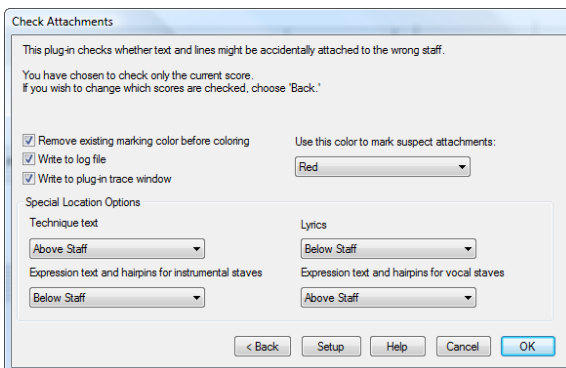 Check Attachments
This plug-in checks whether text and lines might be accidentally attached to the wrong staff.
You have chosen to check only the current score.
If you wish to change which scores are checked, choose 'Back.'
Remove existing marking color before coloring
Use this color to mark suspect attachments:
Write to log file
Red
Write to plug-in trace window
Special Location Options
Technique text
Lyrics
Above Staff
Below Staff
Expression text and hairpins for instrumental staves
Expression text and hairpins for vocal staves
Below Staff
Above Staff
< Back
Setup
Help
Cancel
OK